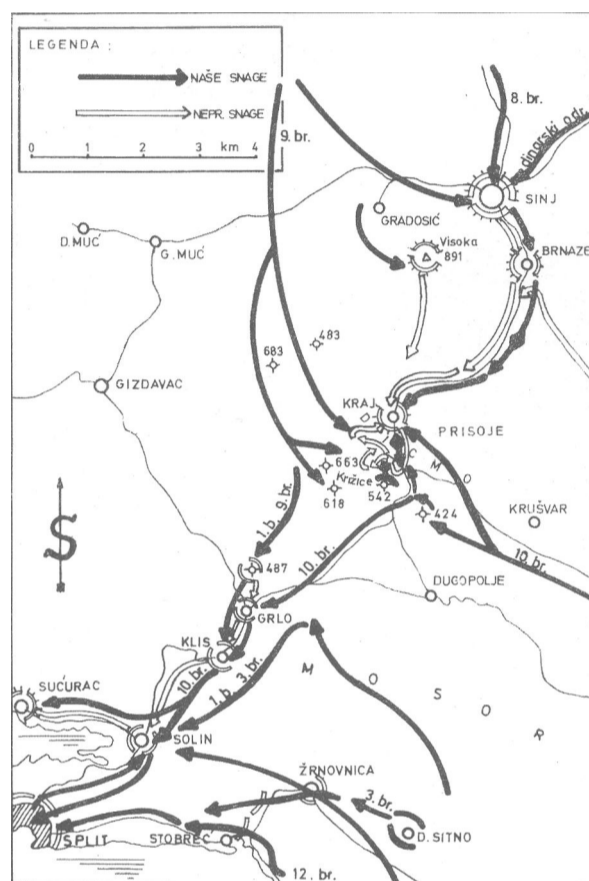 LEGENDA :
NAŠE SNAGE
NEPR. SNAGE
0 1 2 3 4
km
9. br.
8. br.
dinarski odr.
SINJ
GRADOSIĆ
D. MUĆ
G. MUĆ
Visoka
891
BRNAZE
483
683
GIZDAVAC
KRAJ
PRISOJE
663
Križice
618
542
424
M O S O R
KRUŠVAR
1. b. 9. br.
10. br.
10. br.
487
DUGOPOLJE
GRLO
KLIS
10. br.
1. b. 3. br.
SUĆURAC
SOLIN
ŽRNOVNICA
3. br.
D. SITNO
SPLIT
STOBREČ
12. br.
S